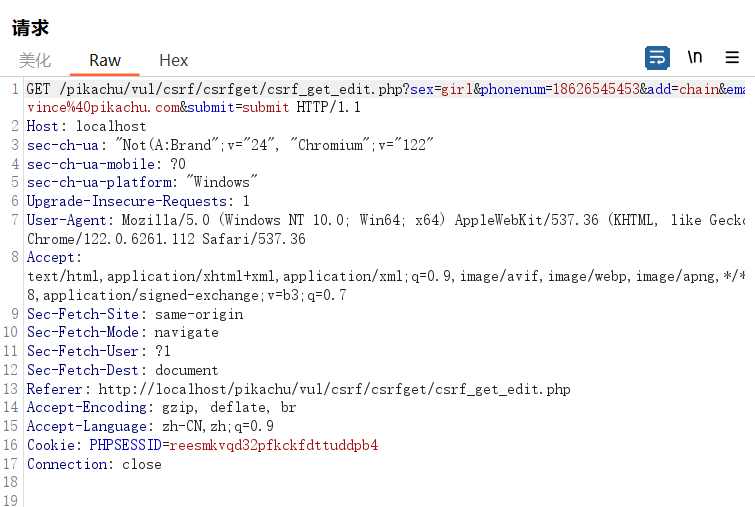 请求
美化 Raw Hex \n
1 GET /pikachu/vul/csrf/csrfget/csrf_get_edit.php?sex=girl&phonenum=18626545453&add=chain&ema
vince%40pikachu.com&submit=submit HTTP/1.1
2 Host: localhost
3 sec-ch-ua: "Not(A:Brand";v="24", "Chromium";v="122"
4 sec-ch-ua-mobile: ?0
5 sec-ch-ua-platform: "Windows"
6 Upgrade-Insecure-Requests: 1
7 User-Agent: Mozilla/5.0 (Windows NT 10.0; Win64; x64) AppleWebKit/537.36 (KHTML, like Gecko
Chrome/122.0.6261.112 Safari/537.36
8 Accept:
text/html,application/xhtml+xml,application/xml;q=0.9,image/avif,image/webp,image/apng,*/*
8,application/signed-exchange;v=b3;q=0.7
9 Sec-Fetch-Site: same-origin
10 Sec-Fetch-Mode: navigate
11 Sec-Fetch-User: ?1
12 Sec-Fetch-Dest: document
13 Referer: http://localhost/pikachu/vul/csrf/csrfget/csrf_get_edit.php
14 Accept-Encoding: gzip, deflate, br
15 Accept-Language: zh-CN,zh;q=0.9
16 Cookie: PHPSESSID=reesmkvqd32pfkckfdttuddpb4
17 Connection: close
18
19